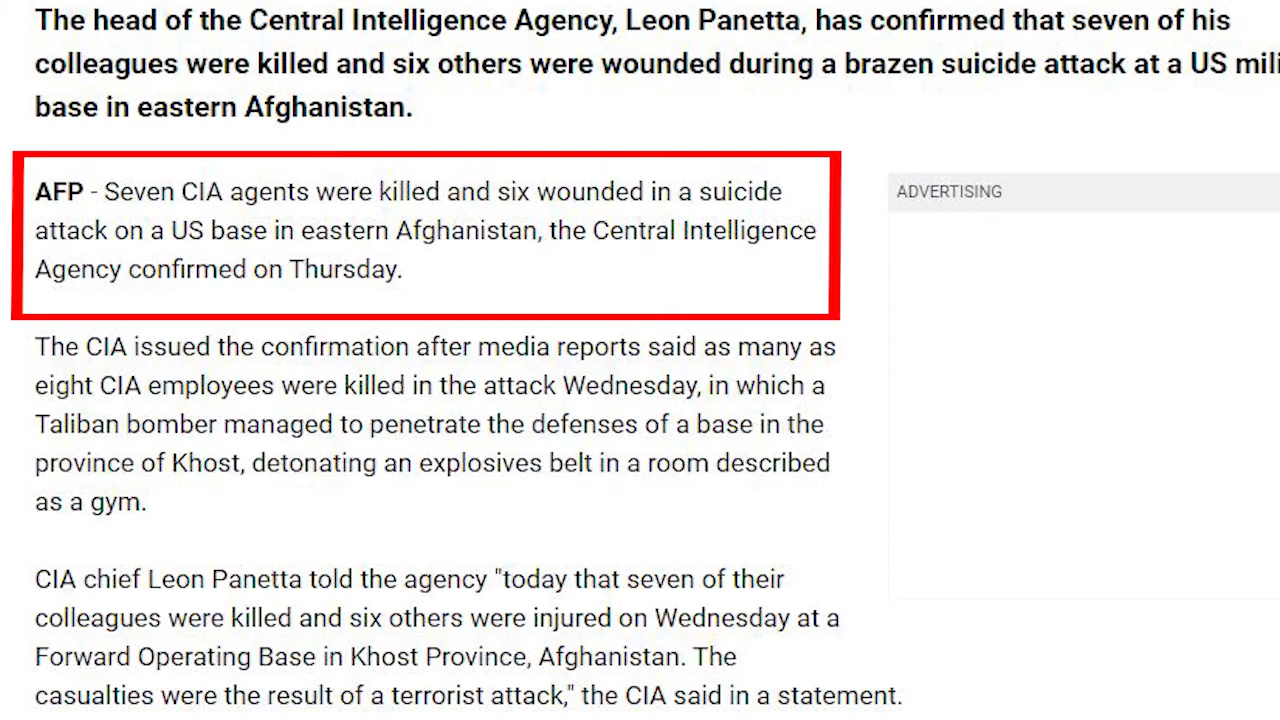 The head of the Central Intelligence Agency, Leon Panetta, has confirmed that seven of his
colleagues were killed and six others were wounded during a brazen suicide attack at a US mili
base in eastern Afghanistan.
AFP - Seven CIA agents were killed and six wounded in a suicide
attack on a US base in eastern Afghanistan, the Central Intelligence
Agency confirmed on Thursday.
ADVERTISING
The CIA issued the confirmation after media reports said as many as
eight CIA employees were killed in the attack Wednesday, in which a
Taliban bomber managed to penetrate the defenses of a base in the
province of Khost, detonating an explosives belt in a room described
as a gym.
CIA chief Leon Panetta told the agency "today that seven of their
colleagues were killed and six others were injured on Wednesday at a
Forward Operating Base in Khost Province, Afghanistan. The
casualties were the result of a terrorist attack," the CIA said in a statement.